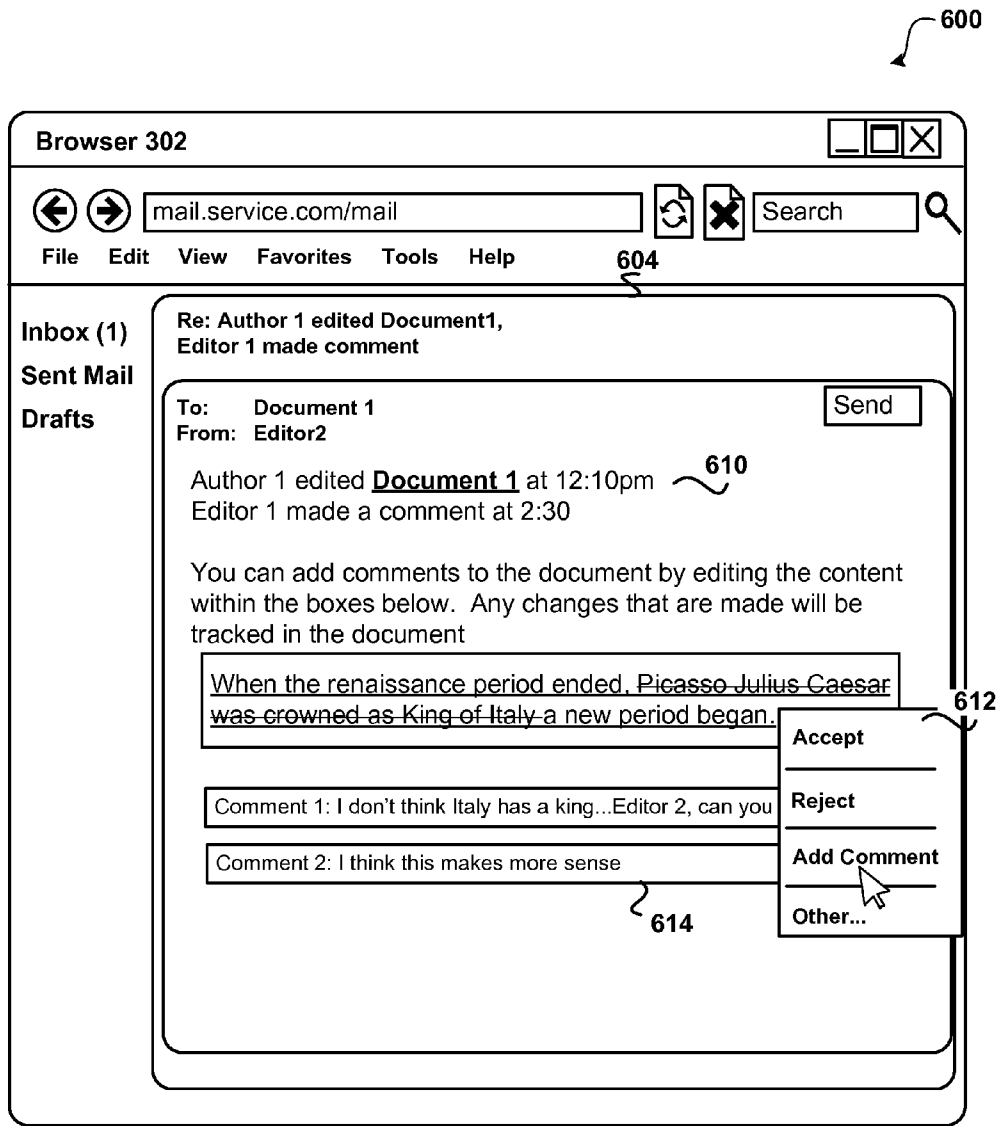 600
Browser 302
mail.service.com/mail
Search
File Edit View Favorites Tools Help
604
Inbox (1)
Sent Mail
Drafts
Re: Author 1 edited Document1,
Editor 1 made comment
To: Document 1
From: Editor2
Send
Author 1 edited Document 1 at 12:10pm
610
Editor 1 made a comment at 2:30
You can add comments to the document by editing the content
within the boxes below. Any changes that are made will be
tracked in the document
When the renaissance period ended, Picasso Julius Caesar
was crowned as King of Italy a new period began.
612
Accept
Reject
Add Comment
Other...
Comment 1: I don't think Italy has a king...Editor 2, can you
Comment 2: I think this makes more sense
614